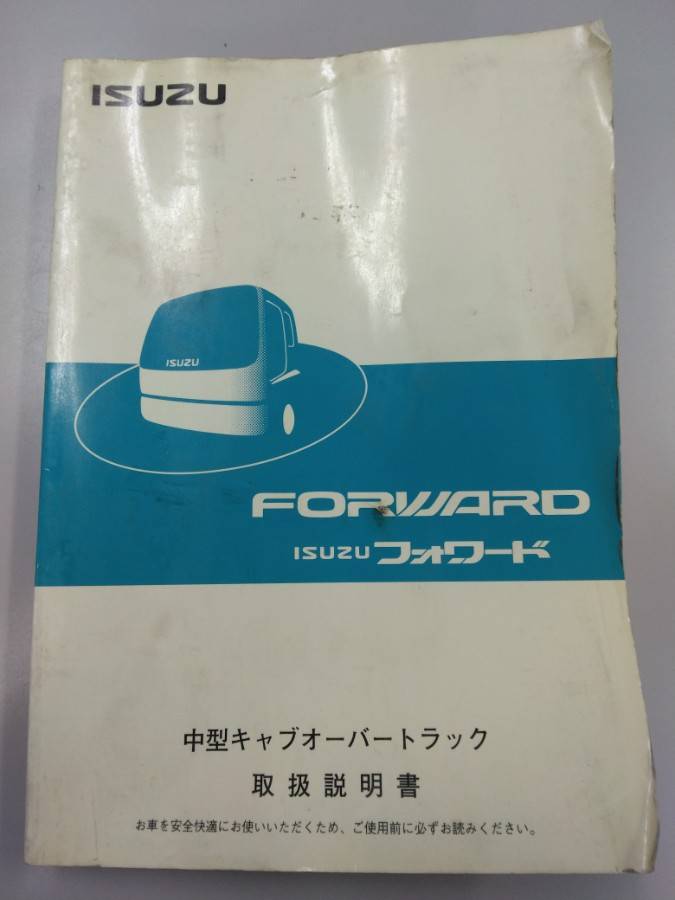 ISUZU
ISUZU
FORWARD
ISUZU フォワード
中型キャブオーバートラック
取扱説明書
お車を安全快適にお使いいただくため、ご使用前に必ずお読みください。